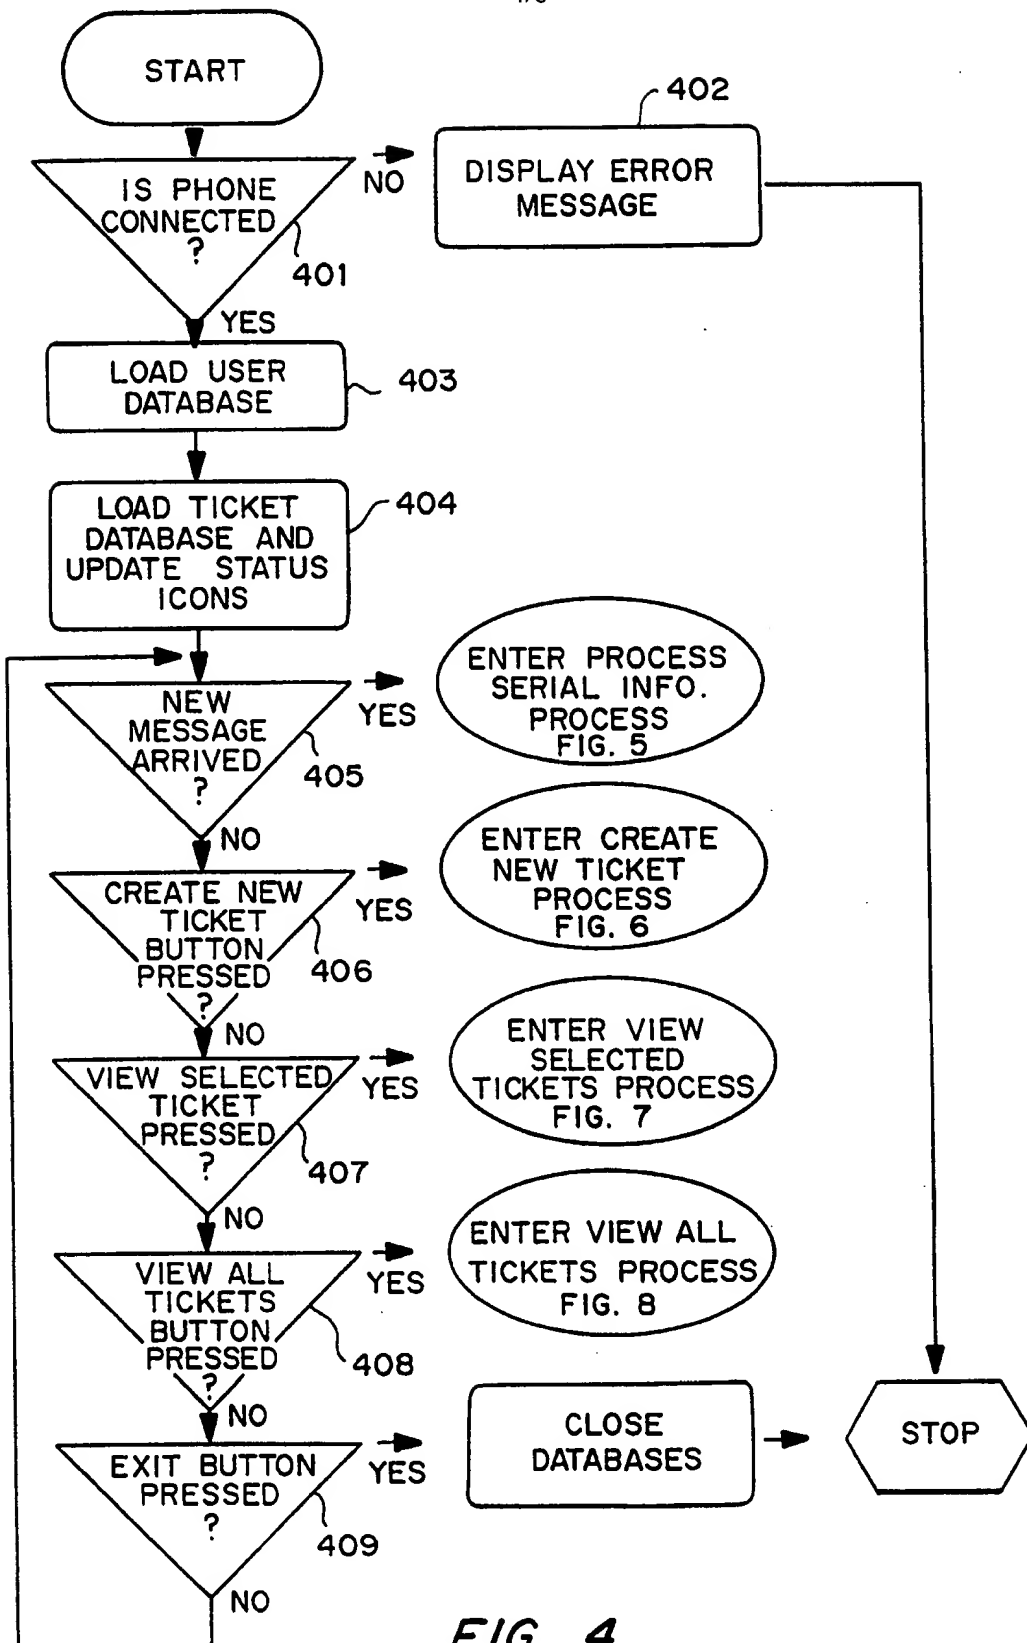 START
402
IS PHONE
CONNECTED
?
NO
DISPLAY ERROR
MESSAGE
401
YES
LOAD USER
DATABASE
403
LOAD TICKET
DATABASE AND
UPDATE STATUS
ICONS
404
NEW
MESSAGE
ARRIVED
?
YES
405
ENTER PROCESS
SERIAL INFO.
PROCESS
FIG. 5
NO
CREATE NEW
TICKET
BUTTON
PRESSED
?
YES
406
ENTER CREATE
NEW TICKET
PROCESS
FIG. 6
NO
VIEW SELECTED
TICKET
PRESSED
?
YES
407
ENTER VIEW
SELECTED
TICKETS PROCESS
FIG. 7
NO
VIEW ALL
TICKETS
BUTTON
PRESSED
?
YES
408
ENTER VIEW ALL
TICKETS PROCESS
FIG. 8
NO
EXIT BUTTON
PRESSED
?
YES
409
CLOSE
DATABASES
STOP
NO
FIG. 4